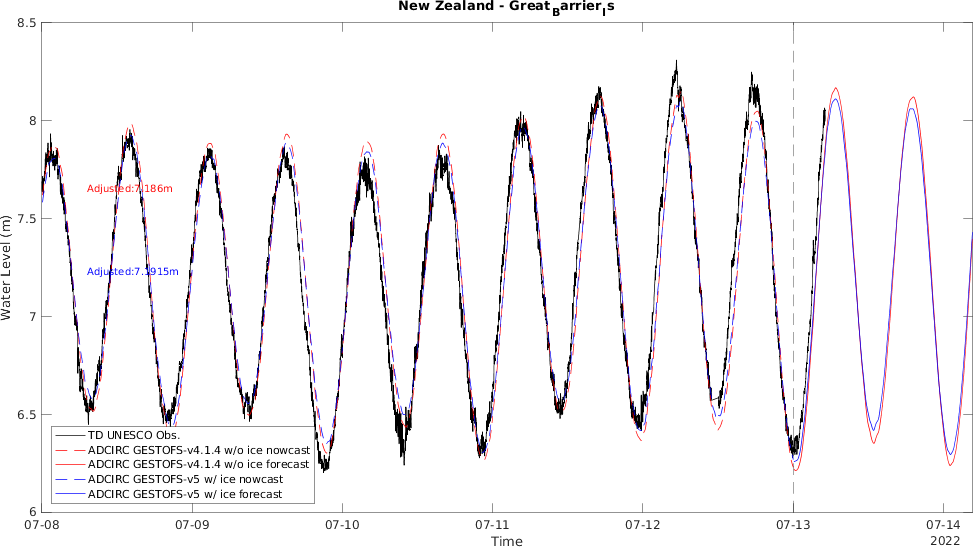 New Zealand - Great_Barrier_Is
8.5
8
7.5
7
6.5
6
Water Level (m)
Adjusted:7.186m
Adjusted:7.1915m
TD UNESCO Obs.
ADCIRC GESTOFS-v4.1.4 w/o ice nowcast
ADCIRC GESTOFS-v4.1.4 w/o ice forecast
ADCIRC GESTOFS-v5 w/ ice nowcast
ADCIRC GESTOFS-v5 w/ ice forecast
07-08 07-09 07-10 07-11 07-12 07-13 07-14
Time
2022